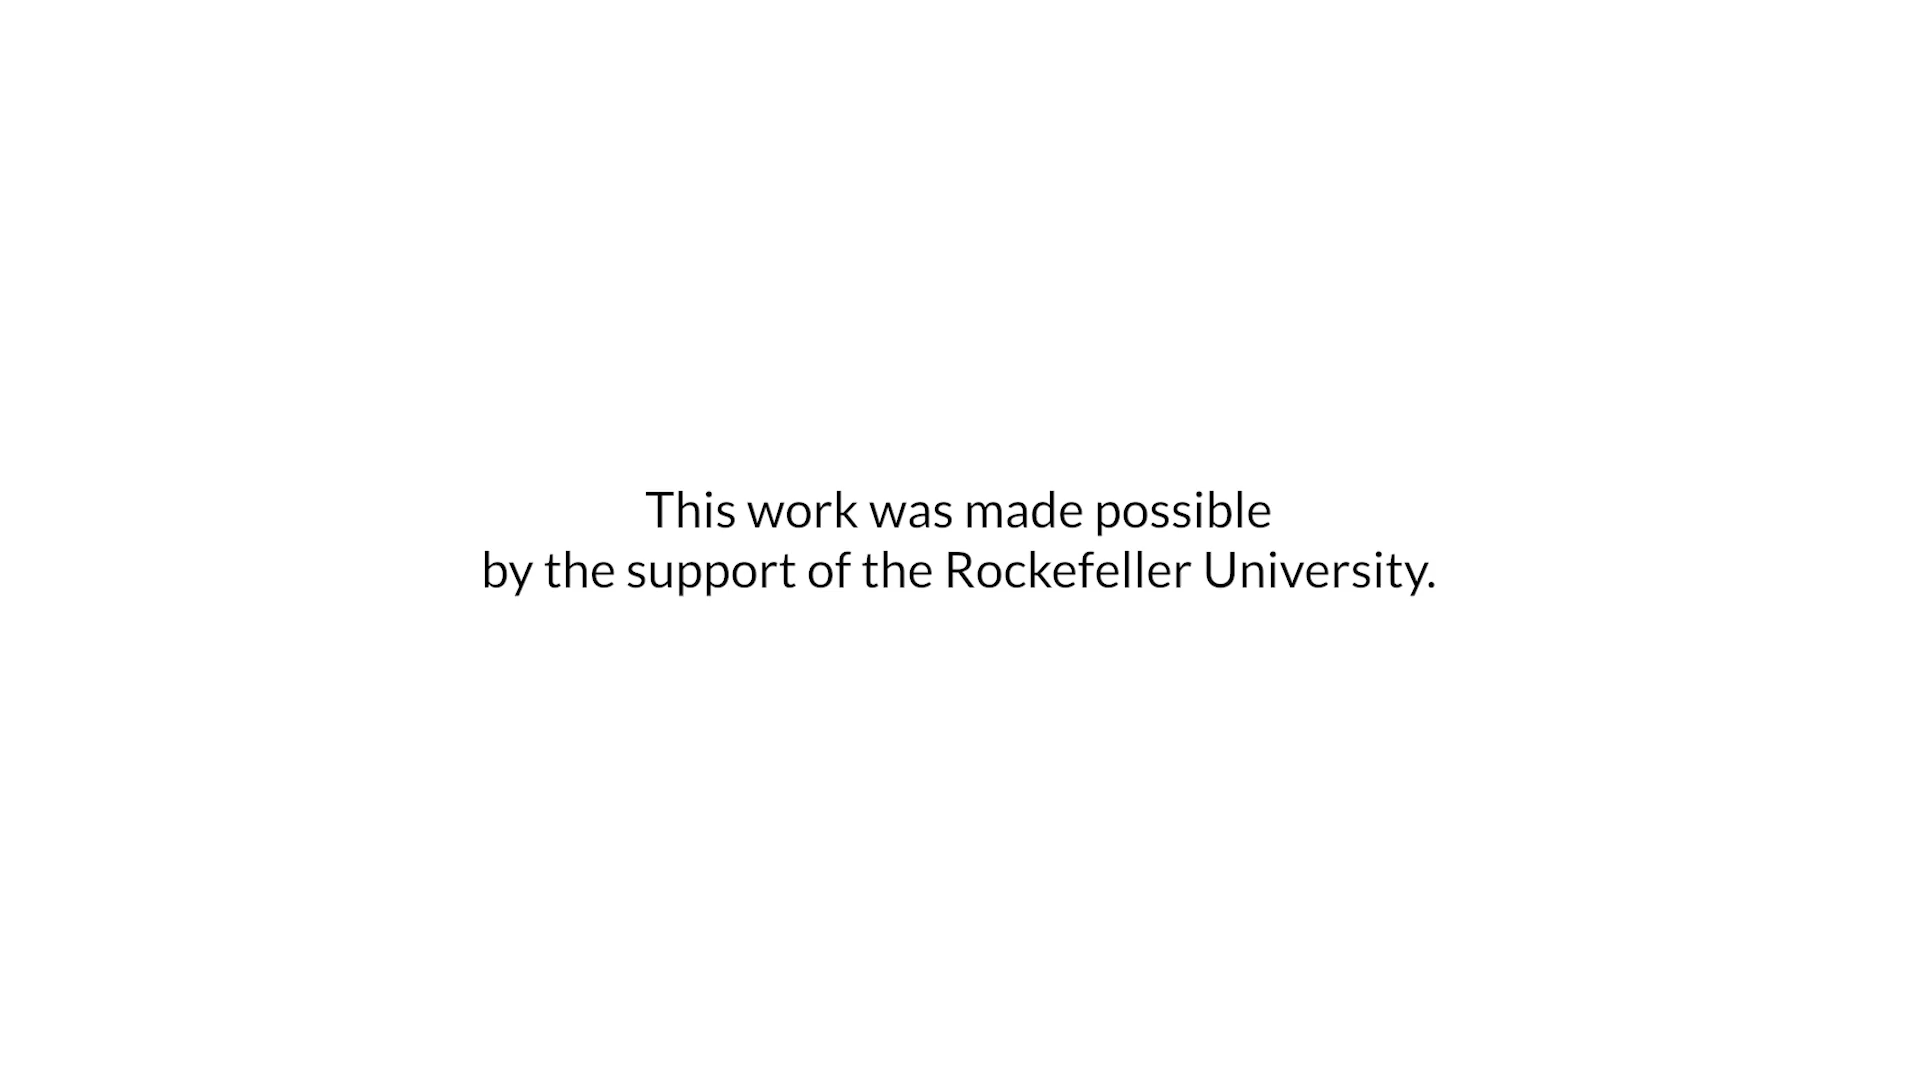 This work was made possible
by the support of the Rockefeller University.